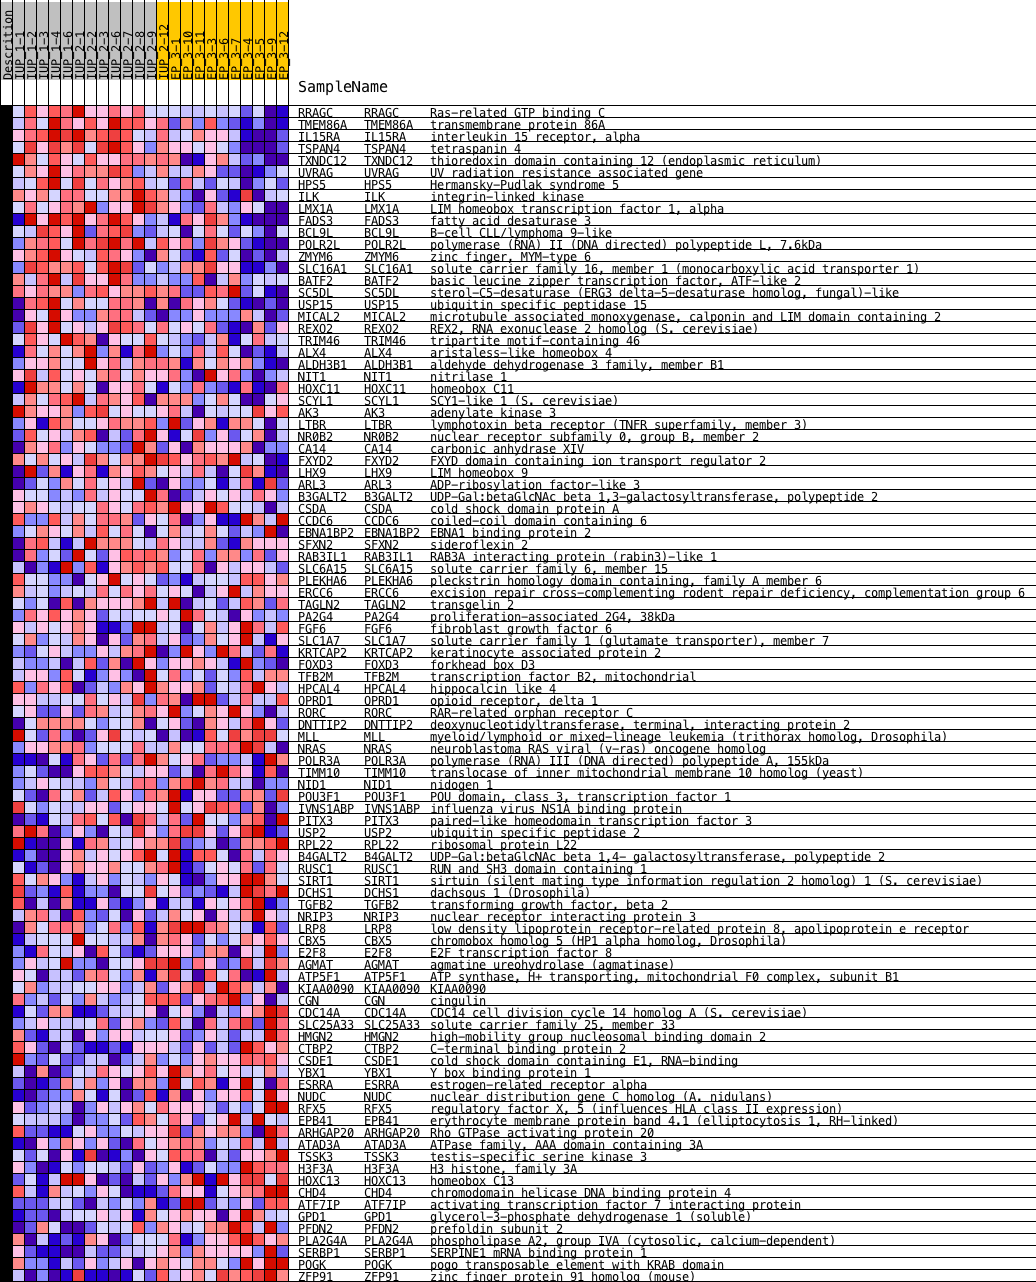 Descrition
IUP_1-1
IUP_1-2
IUP_1-3
IUP_1-4
IUP_1-6
IUP_2-1
IUP_2-2
IUP_2-3
IUP_2-6
IUP_2-7
IUP_2-8
IUP_2-9
IUP_2-12
EP_3-1
EP_3-10
EP_3-11
EP_3-3
EP_3-6
EP_3-7
EP_3-4
EP_3-5
EP_3-9
EP_3-12
SampleName
RRAGC RRAGC Ras-related GTP binding C
TMEM86A TMEM86A transmembrane protein 86A
IL15RA IL15RA interleukin 15 receptor, alpha
TSPAN4 TSPAN4 tetraspanin 4
TXNDC12 TXNDC12 thioredoxin domain containing 12 (endoplasmic reticulum)
UVRAG UVRAG UV radiation resistance associated gene
HPS5 HPS5 Hermansky-Pudlak syndrome 5
ILK ILK integrin-linked kinase
LMX1A LMX1A LIM homeobox transcription factor 1, alpha
FADS3 FADS3 fatty acid desaturase 3
BCL9L BCL9L B-cell CLL/lymphoma 9-like
POLR2L POLR2L polymerase (RNA) II (DNA directed) polypeptide L, 7.6kDa
ZMYM6 ZMYM6 zinc finger, MYM-type 6
SLC16A1 SLC16A1 solute carrier family 16, member 1 (monocarboxylic acid transporter 1)
BATF2 BATF2 basic leucine zipper transcription factor, ATF-like 2
SC5DL SC5DL sterol-C5-desaturase (ERG3 delta-5-desaturase homolog, fungal)-like
USP15 USP15 ubiquitin specific peptidase 15
MICAL2 MICAL2 microtubule associated monoxygenase, calponin and LIM domain containing 2
REXO2 REXO2 REX2, RNA exonuclease 2 homolog (S. cerevisiae)
TRIM46 TRIM46 tripartite motif-containing 46
ALX4 ALX4 aristaless-like homeobox 4
ALDH3B1 ALDH3B1 aldehyde dehydrogenase 3 family, member B1
NIT1 NIT1 nitrilase 1
HOXC11 HOXC11 homeobox C11
SCYL1 SCYL1 SCY1-like 1 (S. cerevisiae)
AK3 AK3 adenylate kinase 3
LTBR LTBR lymphotoxin beta receptor (TNFR superfamily, member 3)
NR0B2 NR0B2 nuclear receptor subfamily 0, group B, member 2
CA14 CA14 carbonic anhydrase XIV
FXYD2 FXYD2 FXYD domain containing ion transport regulator 2
LHX9 LHX9 LIM homeobox 9
ARL3 ARL3 ADP-ribosylation factor-like 3
B3GALT2 B3GALT2 UDP-Gal:betaGlcNAc beta 1,3-galactosyltransferase, polypeptide 2
CSDA CSDA cold shock domain protein A
CCDC6 CCDC6 coiled-coil domain containing 6
EBNA1BP2 EBNA1BP2 EBNA1 binding protein 2
SFXN2 SFXN2 sideroflexin 2
RAB3IL1 RAB3IL1 RAB3A interacting protein (rabin3)-like 1
SLC6A15 SLC6A15 solute carrier family 6, member 15
PLEKHA6 PLEKHA6 pleckstrin homology domain containing, family A member 6
ERCC6 ERCC6 excision repair cross-complementing rodent repair deficiency, complementation group 6
TAGLN2 TAGLN2 transgelin 2
PA2G4 PA2G4 proliferation-associated 2G4, 38kDa
FGF6 FGF6 fibroblast growth factor 6
SLC1A7 SLC1A7 solute carrier family 1 (glutamate transporter), member 7
KRTCAP2 KRTCAP2 keratinocyte associated protein 2
FOXD3 FOXD3 forkhead box D3
TFB2M TFB2M transcription factor B2, mitochondrial
HPCAL4 HPCAL4 hippocalcin like 4
OPRD1 OPRD1 opioid receptor, delta 1
RORC RORC RAR-related orphan receptor C
DNTTIP2 DNTTIP2 deoxynucleotidyltransferase, terminal, interacting protein 2
MLL MLL myeloid/lymphoid or mixed-lineage leukemia (trithorax homolog, Drosophila)
NRAS NRAS neuroblastoma RAS viral (v-ras) oncogene homolog
POLR3A POLR3A polymerase (RNA) III (DNA directed) polypeptide A, 155kDa
TIMM10 TIMM10 translocase of inner mitochondrial membrane 10 homolog (yeast)
NID1 NID1 nidogen 1
POU3F1 POU3F1 POU domain, class 3, transcription factor 1
IVNS1ABP IVNS1ABP influenza virus NS1A binding protein
PITX3 PITX3 paired-like homeodomain transcription factor 3
USP2 USP2 ubiquitin specific peptidase 2
RPL22 RPL22 ribosomal protein L22
B4GALT2 B4GALT2 UDP-Gal:betaGlcNAc beta 1,4- galactosyltransferase, polypeptide 2
RUSC1 RUSC1 RUN and SH3 domain containing 1
SIRT1 SIRT1 sirtuin (silent mating type information regulation 2 homolog) 1 (S. cerevisiae)
DCHS1 DCHS1 dachsous 1 (Drosophila)
TGFB2 TGFB2 transforming growth factor, beta 2
NRIP3 NRIP3 nuclear receptor interacting protein 3
LRP8 LRP8 low density lipoprotein receptor-related protein 8, apolipoprotein e receptor
CBX5 CBX5 chromobox homolog 5 (HP1 alpha homolog, Drosophila)
E2F8 E2F8 E2F transcription factor 8
AGMAT AGMAT agmatine ureohydrolase (agmatinase)
ATP5F1 ATP5F1 ATP synthase, H+ transporting, mitochondrial F0 complex, subunit B1
KIAA0090 KIAA0090 KIAA0090
CGN CGN cingulin
CDC14A CDC14A CDC14 cell division cycle 14 homolog A (S. cerevisiae)
SLC25A33 SLC25A33 solute carrier family 25, member 33
HMGN2 HMGN2 high-mobility group nucleosomal binding domain 2
CTBP2 CTBP2 C-terminal binding protein 2
CSDE1 CSDE1 cold shock domain containing E1, RNA-binding
YBX1 YBX1 Y box binding protein 1
ESRRA ESRRA estrogen-related receptor alpha
NUDC NUDC nuclear distribution gene C homolog (A. nidulans)
RFX5 RFX5 regulatory factor X, 5 (influences HLA class II expression)
EPB41 EPB41 erythrocyte membrane protein band 4.1 (elliptocytosis 1, RH-linked)
ARHGAP20 ARHGAP20 Rho GTPase activating protein 20
ATAD3A ATAD3A ATPase family, AAA domain containing 3A
TSSK3 TSSK3 testis-specific serine kinase 3
H3F3A H3F3A H3 histone, family 3A
HOXC13 HOXC13 homeobox C13
CHD4 CHD4 chromodomain helicase DNA binding protein 4
ATF7IP ATF7IP activating transcription factor 7 interacting protein
GPD1 GPD1 glycerol-3-phosphate dehydrogenase 1 (soluble)
PFDN2 PFDN2 prefoldin subunit 2
PLA2G4A PLA2G4A phospholipase A2, group IVA (cytosolic, calcium-dependent)
SERBP1 SERBP1 SERPINE1 mRNA binding protein 1
POGK POGK pogo transposable element with KRAB domain
ZFP91 ZFP91 zinc finger protein 91 homolog (mouse)